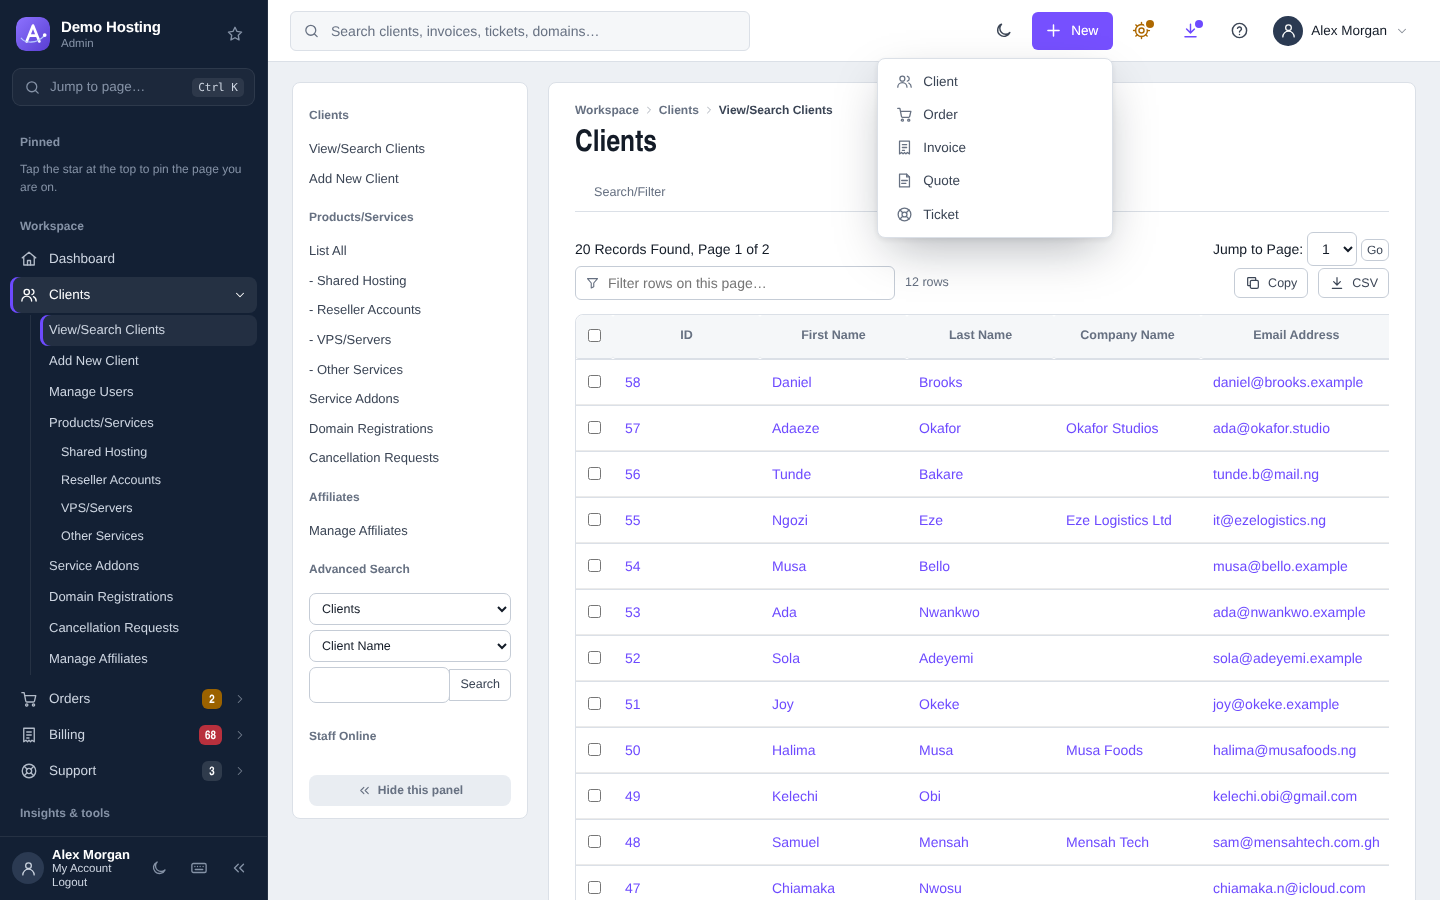 Demo Hosting
Admin
Jump to page…
Ctrl K
Pinned
Tap the star at the top to pin the page you
are on.
Workspace
Dashboard
Clients
View/Search Clients
Add New Client
Manage Users
Products/Services
Shared Hosting
Reseller Accounts
VPS/Servers
Other Services
Service Addons
Domain Registrations
Cancellation Requests
Manage Affiliates
Orders
2
Billing
68
Support
3
Insights & tools
Alex Morgan
My Account
Logout
Search clients, invoices, tickets, domains…
New
Alex Morgan
Client
Order
Invoice
Quote
Ticket
Clients
View/Search Clients
Add New Client
Products/Services
List All
- Shared Hosting
- Reseller Accounts
- VPS/Servers
- Other Services
Service Addons
Domain Registrations
Cancellation Requests
Affiliates
Manage Affiliates
Advanced Search
Clients
Client Name
Search
Staff Online
Hide this panel
Workspace Clients View/Search Clients
Clients
Search/Filter
20 Records Found, Page 1 of 2
Jump to Page: 1 Go
Filter rows on this page…
12 rows
Copy
CSV
ID First Name Last Name Company Name Email Address
58 Daniel Brooks daniel@brooks.example
57 Adaeze Okafor Okafor Studios ada@okafor.studio
56 Tunde Bakare tunde.b@mail.ng
55 Ngozi Eze Eze Logistics Ltd it@ezelogistics.ng
54 Musa Bello musa@bello.example
53 Ada Nwankwo ada@nwankwo.example
52 Sola Adeyemi sola@adeyemi.example
51 Joy Okeke joy@okeke.example
50 Halima Musa Musa Foods halima@musafoods.ng
49 Kelechi Obi kelechi.obi@gmail.com
48 Samuel Mensah Mensah Tech sam@mensahtech.com.gh
47 Chiamaka Nwosu chiamaka.n@icloud.com